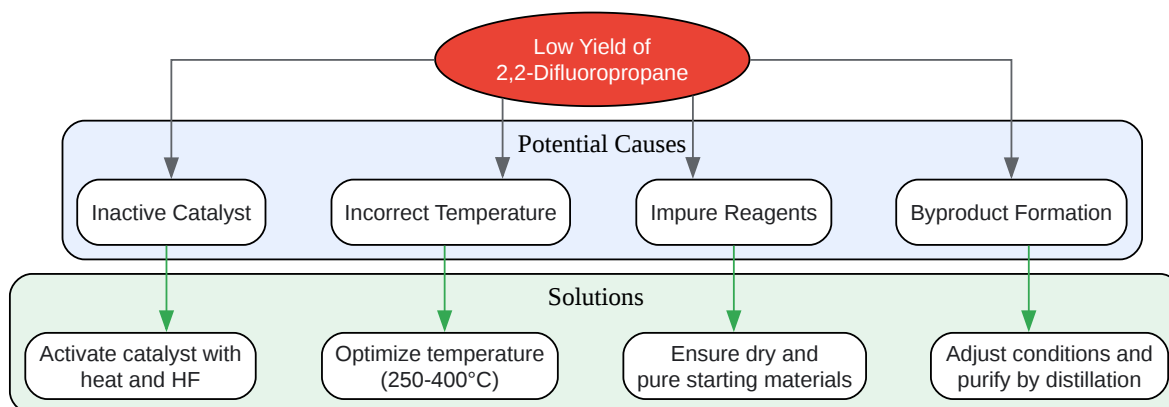 Low Yield of
2,2-Difluoropropane
Potential Causes
Inactive Catalyst
Incorrect Temperature
Impure Reagents
Byproduct Formation
Solutions
Activate catalyst with
heat and HF
Optimize temperature
(250-400°C)
Ensure dry and
pure starting materials
Adjust conditions and
purify by distillation